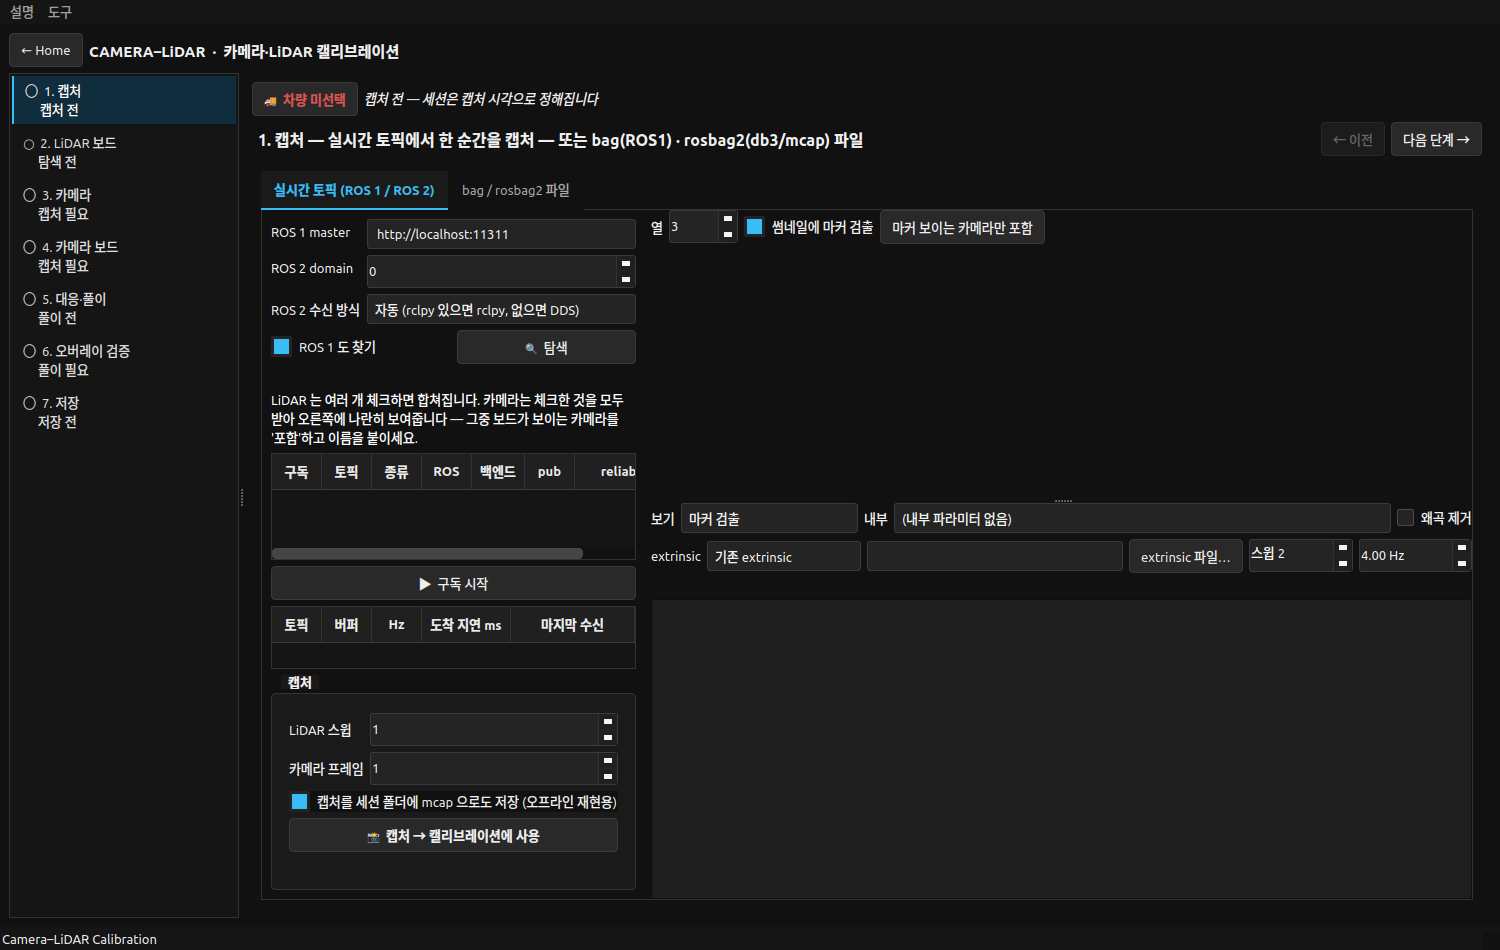 설명 도구
← Home CAMERA–LiDAR · 카메라·LiDAR 캘리브레이션
1. 캡처
캡처 전
2. LiDAR 보드
탐색 전
3. 카메라
캡처 필요
4. 카메라 보드
캡처 필요
5. 대응·풀이
풀이 전
6. 오버레이 검증
풀이 필요
7. 저장
저장 전
차량 미선택 캡처 전 — 세션은 캡처 시각으로 정해집니다
1. 캡처 — 실시간 토픽에서 한 순간을 캡처 — 또는 bag(ROS1) · rosbag2(db3/mcap) 파일
← 이전 다음 단계 →
실시간 토픽 (ROS 1 / ROS 2) bag / rosbag2 파일
ROS 1 master http://localhost:11311
ROS 2 domain 0
ROS 2 수신 방식 자동 (rclpy 있으면 rclpy, 없으면 DDS)
ROS 1 도 찾기 🔍 탐색
LiDAR 는 여러 개 체크하면 합쳐집니다. 카메라는 체크한 것을 모두
받아 오른쪽에 나란히 보여줍니다 — 그중 보드가 보이는 카메라를
'포함'하고 이름을 붙이세요.
구독 토픽 종류 ROS 백엔드 pub reliab
▶ 구독 시작
토픽 버퍼 Hz 도착 지연 ms 마지막 수신
캡처
LiDAR 스윕 1
카메라 프레임 1
캡처를 세션 폴더에 mcap 으로도 저장 (오프라인 재현용)
📸 캡처 → 캘리브레이션에 사용
열 3 썸네일에 마커 검출 마커 보이는 카메라만 포함
보기 마커 검출 내부 (내부 파라미터 없음) 왜곡 제거
extrinsic 기존 extrinsic extrinsic 파일... 스윕 2 4.00 Hz
Camera–LiDAR Calibration